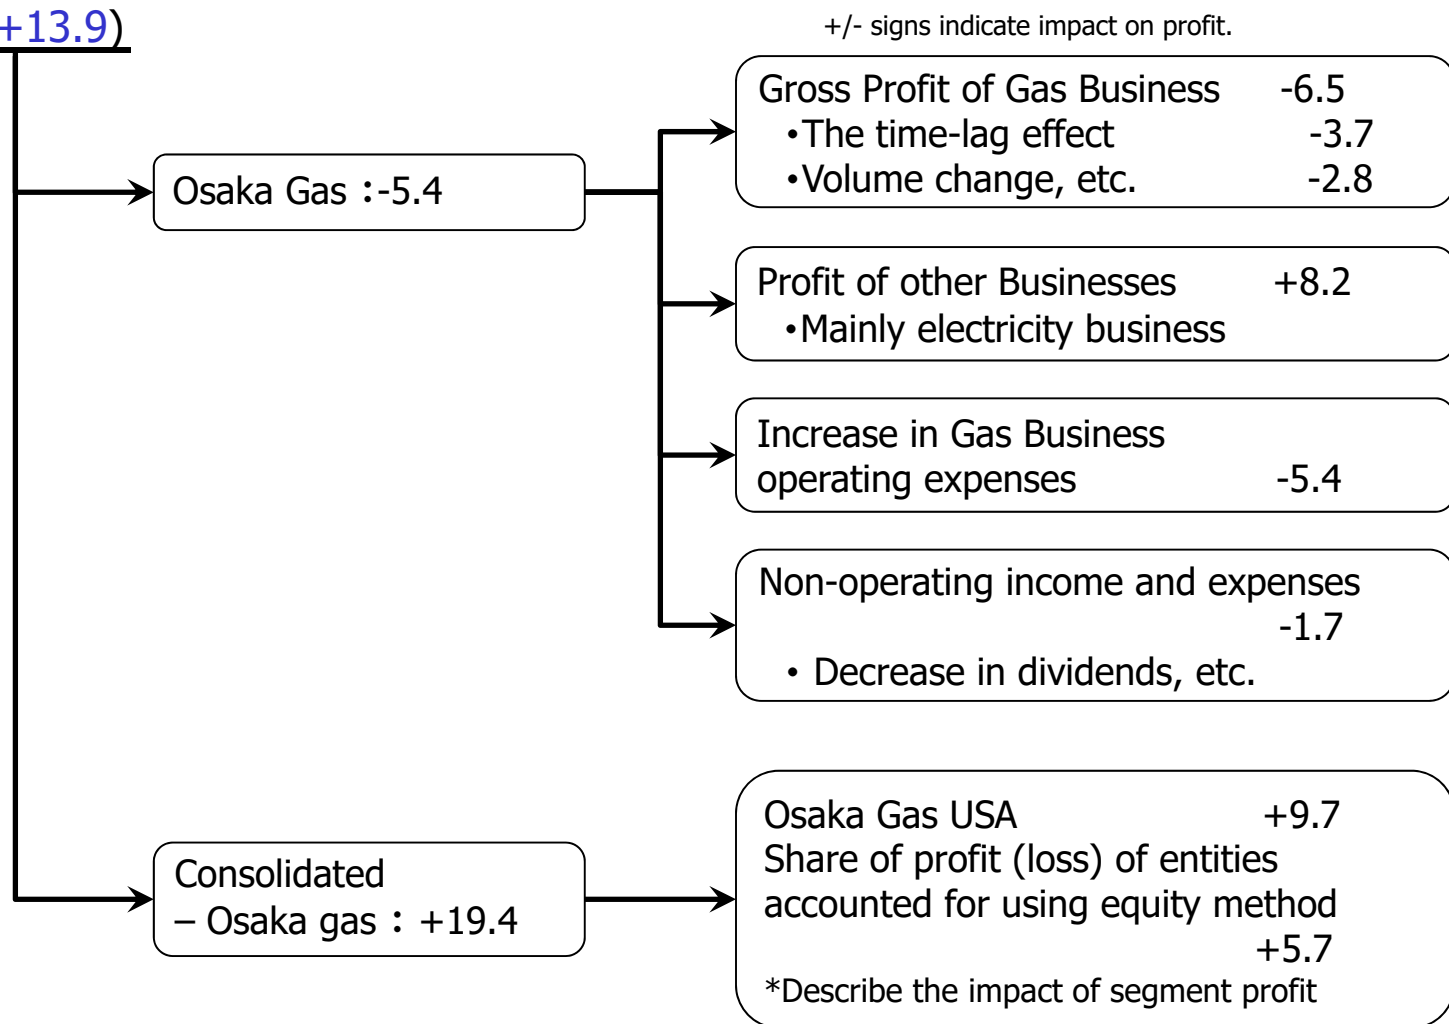 +13.9)
+/- signs indicate impact on profit.
Osaka Gas :-5.4
Gross Profit of Gas Business -6.5
•The time-lag effect -3.7
•Volume change, etc. -2.8
Profit of other Businesses +8.2
•Mainly electricity business
Increase in Gas Business
operating expenses -5.4
Non-operating income and expenses
-1.7
• Decrease in dividends, etc.
Consolidated
– Osaka gas : +19.4
Osaka Gas USA +9.7
Share of profit (loss) of entities
accounted for using equity method
+5.7
*Describe the impact of segment profit